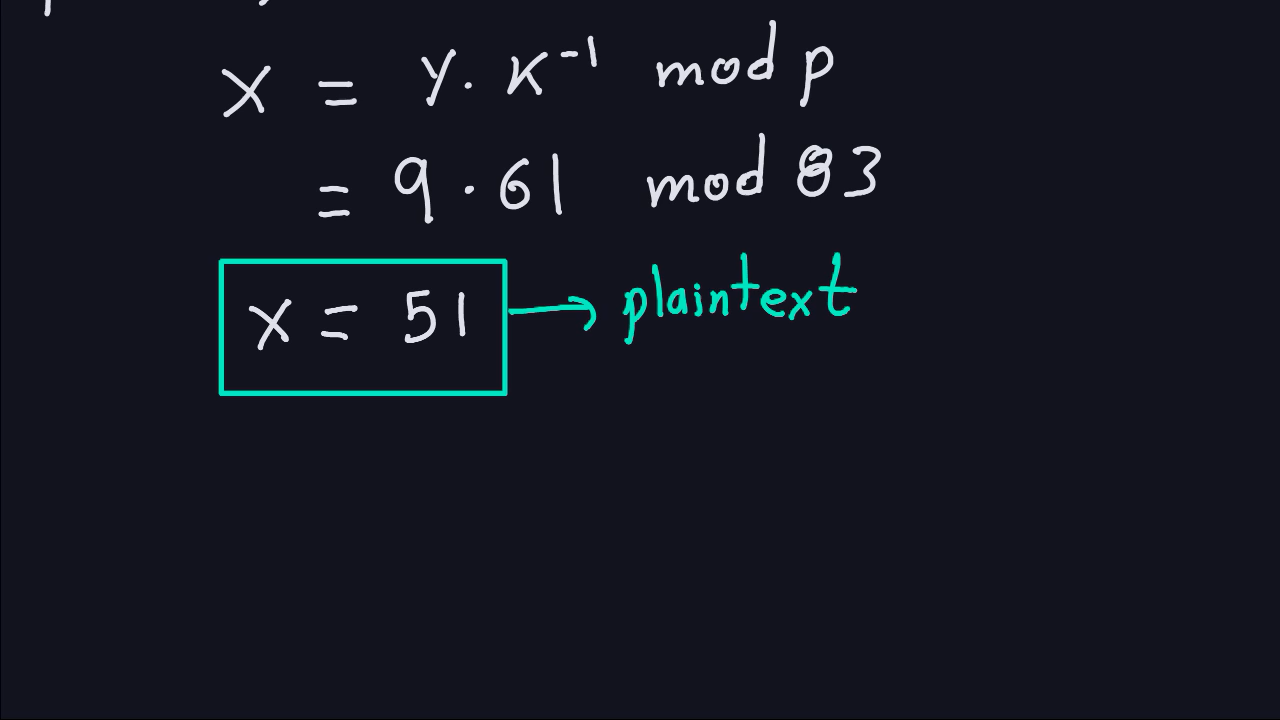 x = y . K⁻¹ mod p
= 9 . 61 mod 83
x = 51 → plaintext